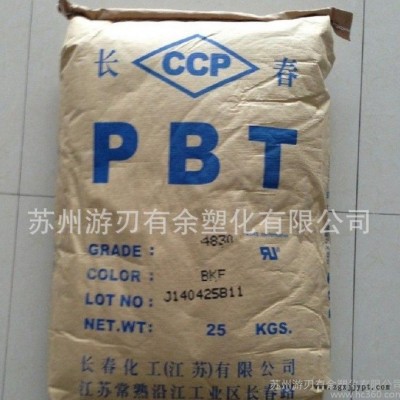 长 CCP 春
PBT
苏州游刃有余塑化有限公司
GRADE: 4830
COLOR: BKF
LOT NO: J140425B11
NET.WT: 25 KGS.
长春化工(江苏)有限公司
江苏常熟沿江工业区长春路